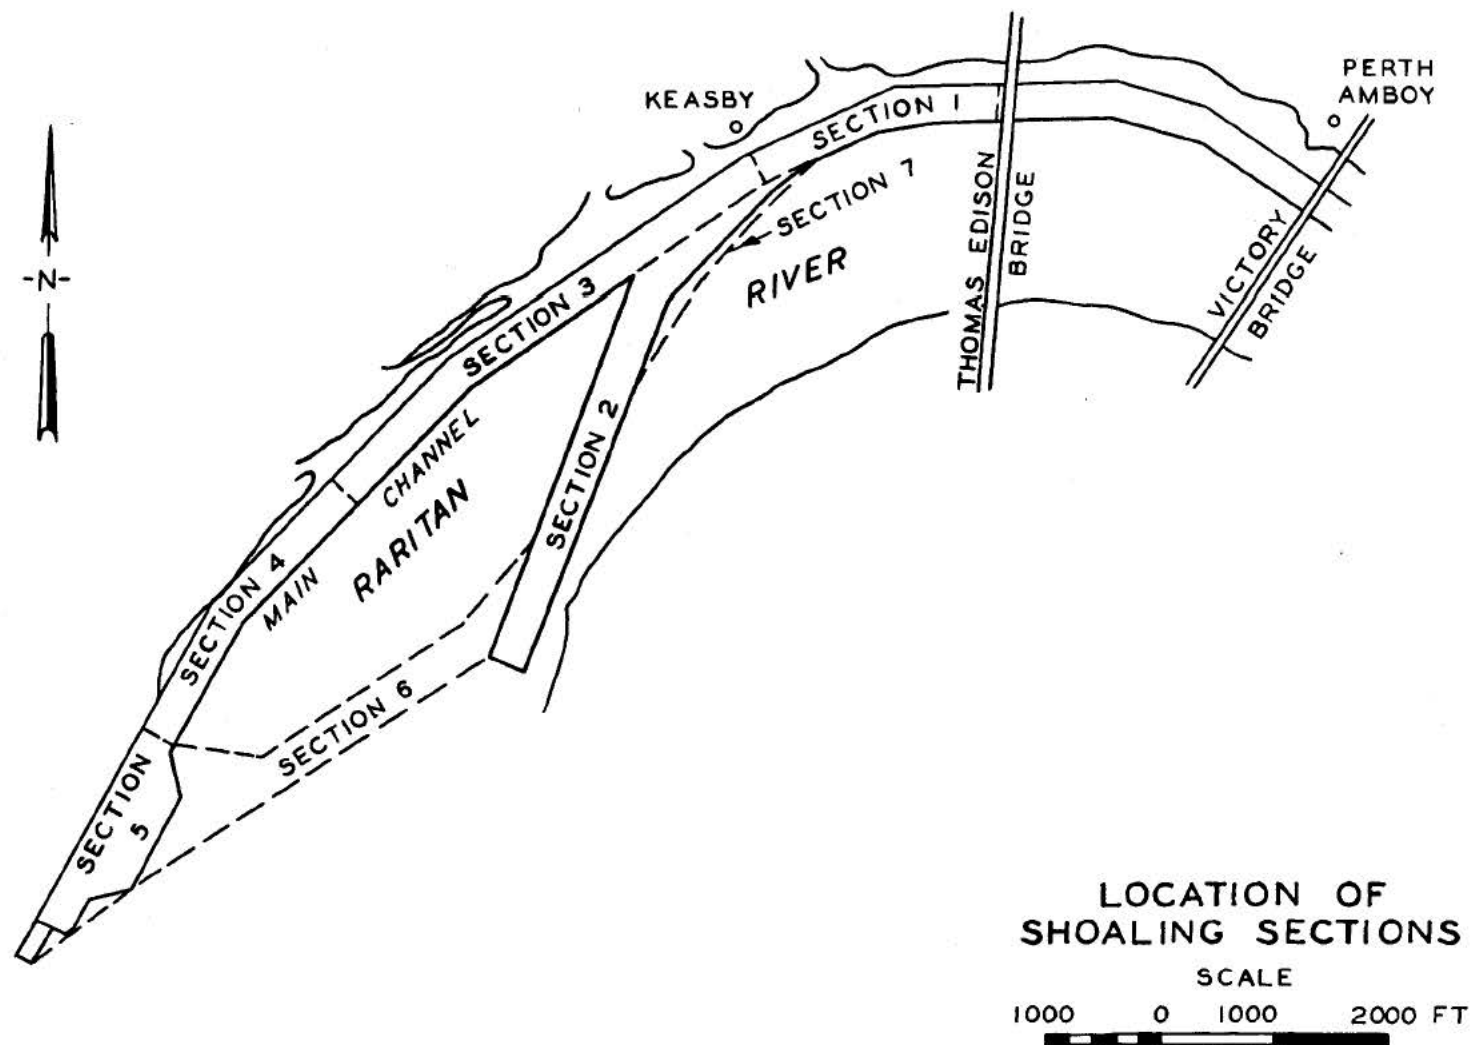 PERTH
AMBOY
KEASBY
SECTION 1
SECTION 7
THOMAS EDISON
BRIDGE
VICTORY
BRIDGE
-N-
RIVER
SECTION 3
SECTION 2
CHANNEL
RARITAN
SECTION 4
MAIN
SECTION 6
SECTION
5
LOCATION OF
SHOALING SECTIONS
SCALE
1000 0 1000 2000 FT